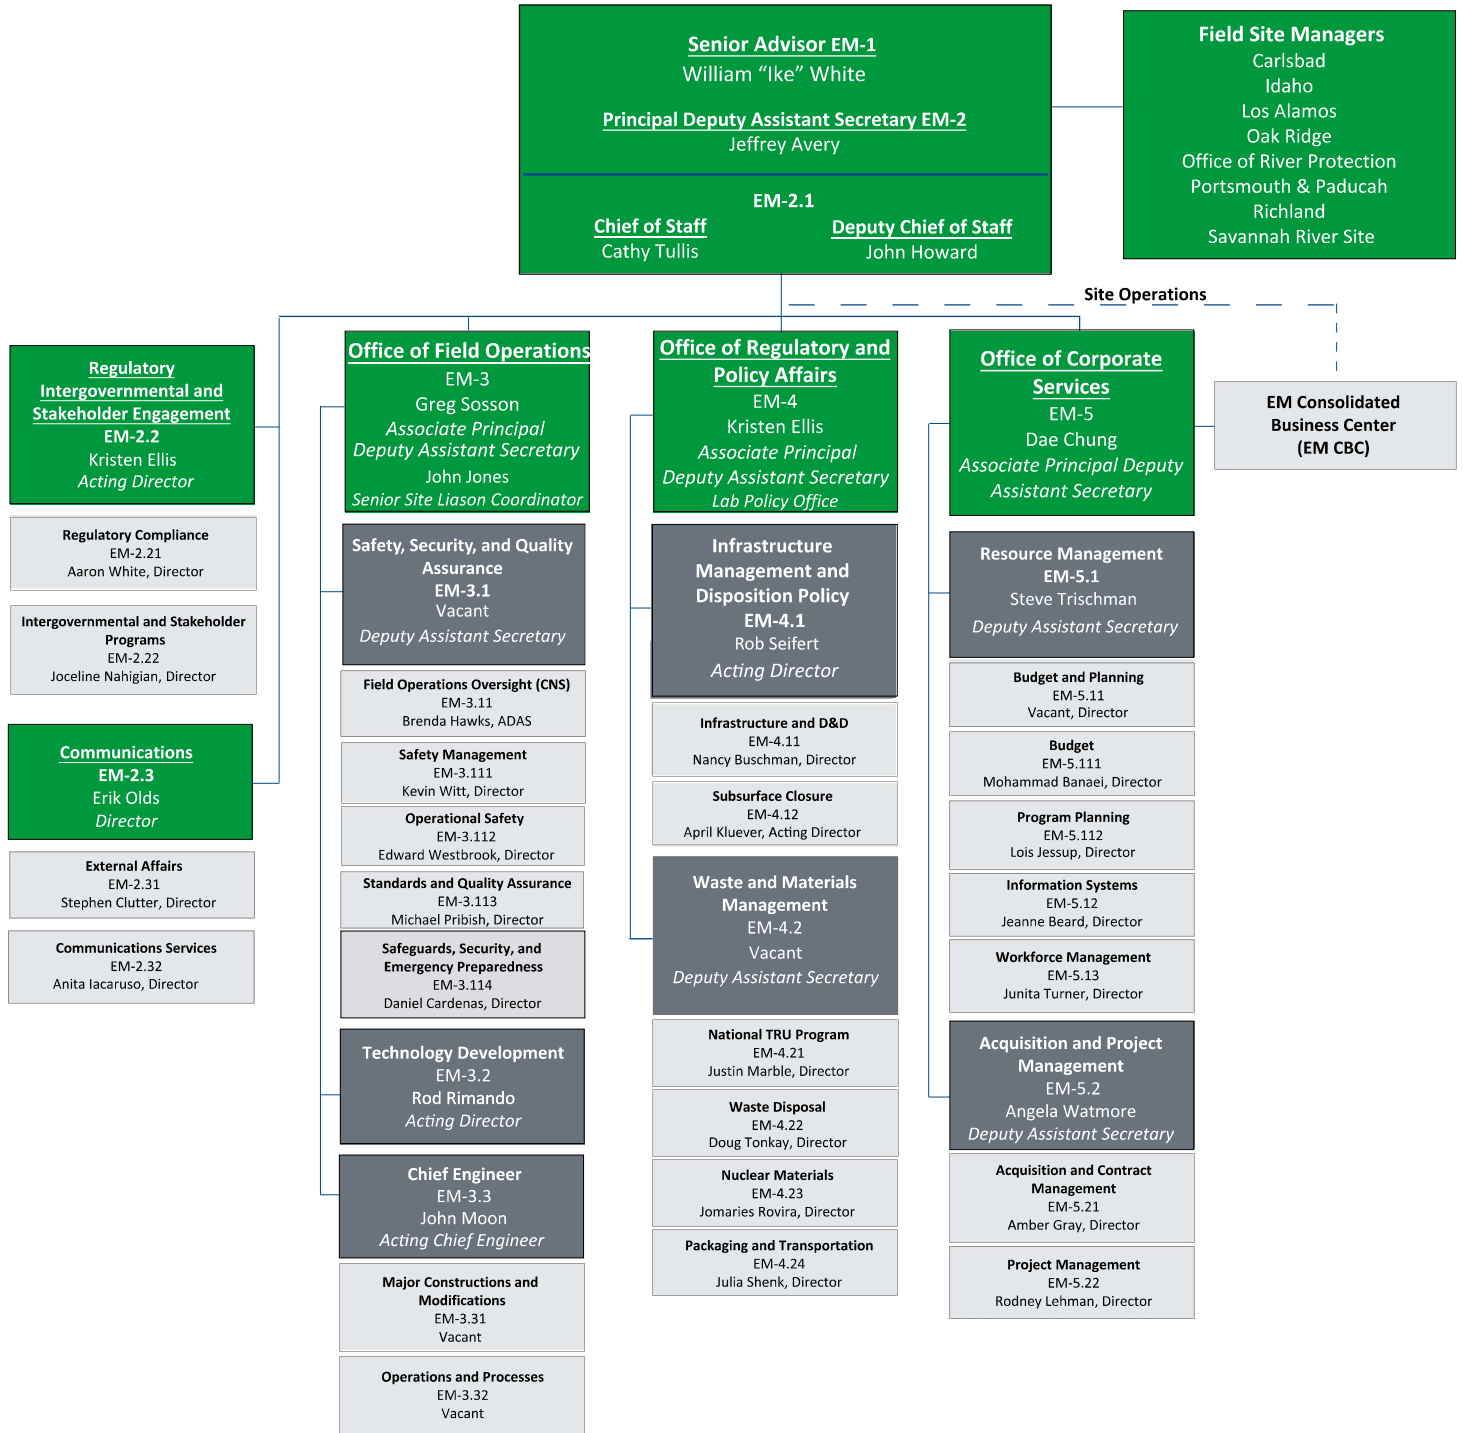 Senior Advisor EM-1
William “Ike” White
Principal Deputy Assistant Secretary EM-2
Jeffrey Avery
EM-2.1
Chief of Staff
Cathy Tullis
Deputy Chief of Staff
John Howard
Field Site Managers
Carlsbad
Idaho
Los Alamos
Oak Ridge
Office of River Protection
Portsmouth & Paducah
Richland
Savannah River Site
Site Operations
Regulatory
Intergovernmental and
Stakeholder Engagement
EM-2.2
Kristen Ellis
Acting Director
Regulatory Compliance
EM-2.21
Aaron White, Director
Intergovernmental and Stakeholder
Programs
EM-2.22
Joceline Nahigian, Director
Communications
EM-2.3
Erik Olds
Director
External Affairs
EM-2.31
Stephen Clutter, Director
Communications Services
EM-2.32
Anita Iacaruso, Director
Office of Field Operations
EM-3
Greg Sosson
Associate Principal
Deputy Assistant Secretary
John Jones
Senior Site Liason Coordinator
Safety, Security, and Quality
Assurance
EM-3.1
Vacant
Deputy Assistant Secretary
Field Operations Oversight (CNS)
EM-3.11
Brenda Hawks, ADAS
Safety Management
EM-3.111
Kevin Witt, Director
Operational Safety
EM-3.112
Edward Westbrook, Director
Standards and Quality Assurance
EM-3.113
Michael Pribish, Director
Safeguards, Security, and
Emergency Preparedness
EM-3.114
Daniel Cardenas, Director
Technology Development
EM-3.2
Rod Rimando
Acting Director
Chief Engineer
EM-3.3
John Moon
Acting Chief Engineer
Major Constructions and
Modifications
EM-3.31
Vacant
Operations and Processes
EM-3.32
Vacant
Office of Regulatory and
Policy Affairs
EM-4
Kristen Ellis
Associate Principal
Deputy Assistant Secretary
Lab Policy Office
Infrastructure
Management and
Disposition Policy
EM-4.1
Rob Seifert
Acting Director
Infrastructure and D&D
EM-4.11
Nancy Buschman, Director
Subsurface Closure
EM-4.12
April Kluever, Acting Director
Waste and Materials
Management
EM-4.2
Vacant
Deputy Assistant Secretary
National TRU Program
EM-4.21
Justin Marble, Director
Waste Disposal
EM-4.22
Doug Tonkay, Director
Nuclear Materials
EM-4.23
Jomaries Rovira, Director
Packaging and Transportation
EM-4.24
Julia Shenk, Director
Office of Corporate
Services
EM-5
Dae Chung
Associate Principal Deputy
Assistant Secretary
Resource Management
EM-5.1
Steve Trischman
Deputy Assistant Secretary
Budget and Planning
EM-5.11
Vacant, Director
Budget
EM-5.111
Mohammad Banaei, Director
Program Planning
EM-5.112
Lois Jessup, Director
Information Systems
EM-5.12
Jeanne Beard, Director
Workforce Management
EM-5.13
Junita Turner, Director
Acquisition and Project
Management
EM-5.2
Angela Watmore
Deputy Assistant Secretary
Acquisition and Contract
Management
EM-5.21
Amber Gray, Director
Project Management
EM-5.22
Rodney Lehman, Director
EM Consolidated
Business Center
(EM CBC)